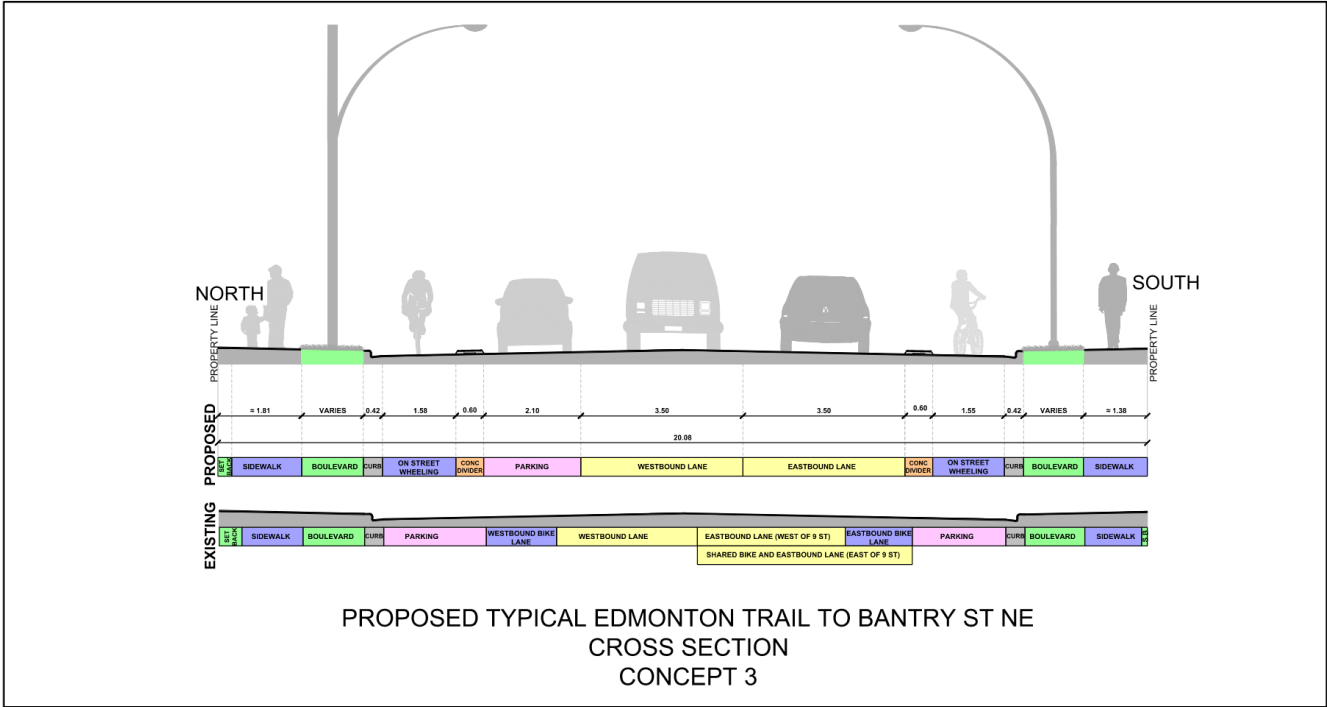 NORTH
SOUTH
PROPERTY LINE
PROPERTY LINE
PROPOSED
≈ 1.81 VARIES 0.42 1.58 0.60 2.10 3.50 3.50 0.60 1.55 0.42 VARIES ≈ 1.38
20.08
SET BACK SIDEWALK BOULEVARD CURB ON STREET WHEELING CONC DIVIDER PARKING WESTBOUND LANE EASTBOUND LANE CONC DIVIDER ON STREET WHEELING CURB BOULEVARD SIDEWALK
EXISTING
SET BACK SIDEWALK BOULEVARD CURB PARKING WESTBOUND BIKE LANE WESTBOUND LANE EASTBOUND LANE (WEST OF 9 ST) EASTBOUND BIKE LANE PARKING CURB BOULEVARD SIDEWALK S.B.
SHARED BIKE AND EASTBOUND LANE (EAST OF 9 ST)
PROPOSED TYPICAL EDMONTON TRAIL TO BANTRY ST NE
CROSS SECTION
CONCEPT 3